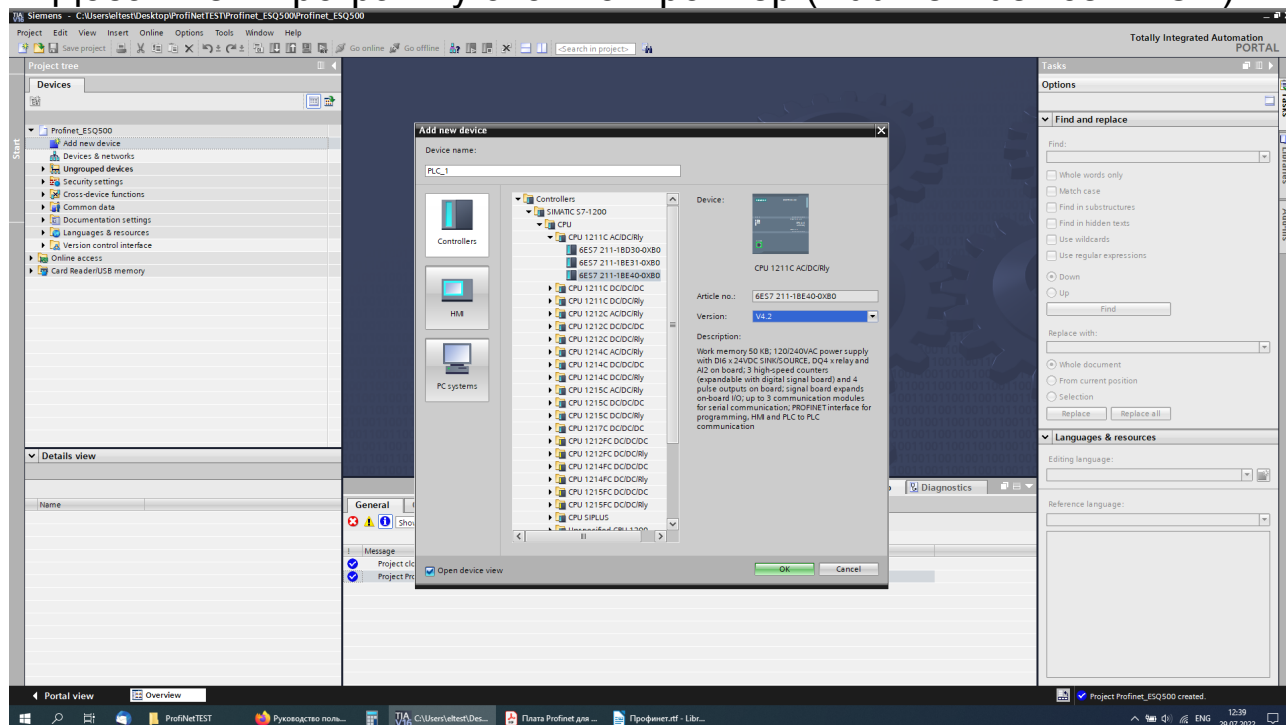 Siemens - C:\Users\eltest\Desktop\ProfiNetTEST\Profinet_ESQ500\Profinet_ESQ500
Project Edit View Insert Online Options Tools Window Help
Totally Integrated Automation
PORTAL
Save project
Go online
Go offline
<Search in project>
Project tree
Devices
Start
Profinet_ESQ500
Add new device
Devices & networks
Ungrouped devices
Security settings
Cross-device functions
Common data
Documentation settings
Languages & resources
Version control interface
Online access
Card Reader/USB memory
Details view
Name
Add new device
Device name:
PLC_1
Controllers
HMI
PC systems
Controllers
SIMATIC S7-1200
CPU
CPU 1211C AC/DC/Rly
6ES7 211-1BD30-0XB0
6ES7 211-1BE31-0XB0
6ES7 211-1BE40-0XB0
CPU 1211C DC/DC/DC
CPU 1211C DC/DC/Rly
CPU 1212C AC/DC/Rly
CPU 1212C DC/DC/DC
CPU 1212C DC/DC/Rly
CPU 1214C AC/DC/Rly
CPU 1214C DC/DC/DC
CPU 1214C DC/DC/Rly
CPU 1215C AC/DC/Rly
CPU 1215C DC/DC/DC
CPU 1215C DC/DC/Rly
CPU 1217C DC/DC/DC
CPU 1212FC DC/DC/DC
CPU 1212FC DC/DC/Rly
CPU 1214FC DC/DC/DC
CPU 1214FC DC/DC/Rly
CPU 1215FC DC/DC/DC
CPU 1215FC DC/DC/Rly
CPU SIPLUS
Unspecified CPU 1200
Device:
CPU 1211C AC/DC/Rly
Article no.: 6ES7 211-1BE40-0XB0
Version: V4.2
Description:
Work memory 50 KB; 120/240VAC power supply
with DI6 x 24VDC SINK/SOURCE, DQ4 x relay and
AI2 on board; 3 high-speed counters
(expandable with digital signal board) and 4
pulse outputs on board; signal board expands
on-board I/O; up to 3 communication modules
for serial communication; PROFINET interface for
programming, HMI and PLC to PLC
communication
Open device view
OK
Cancel
Diagnostics
General
Message
Tasks
Options
Find and replace
Find:
Whole words only
Match case
Find in substructures
Find in hidden texts
Use wildcards
Use regular expressions
Down
Up
Find
Replace with:
Whole document
From current position
Selection
Replace
Replace all
Languages & resources
Editing language:
Reference language:
Tasks
Libraries
Add-ins
Portal view
Overview
Project Profinet_ESQ500 created.
ProfiNetTEST
Руководство поль...
C:\Users\eltest\Des...
Плата Profinet для ...
Профинет.rtf - Libr...
ENG
12:39
29.07.2022